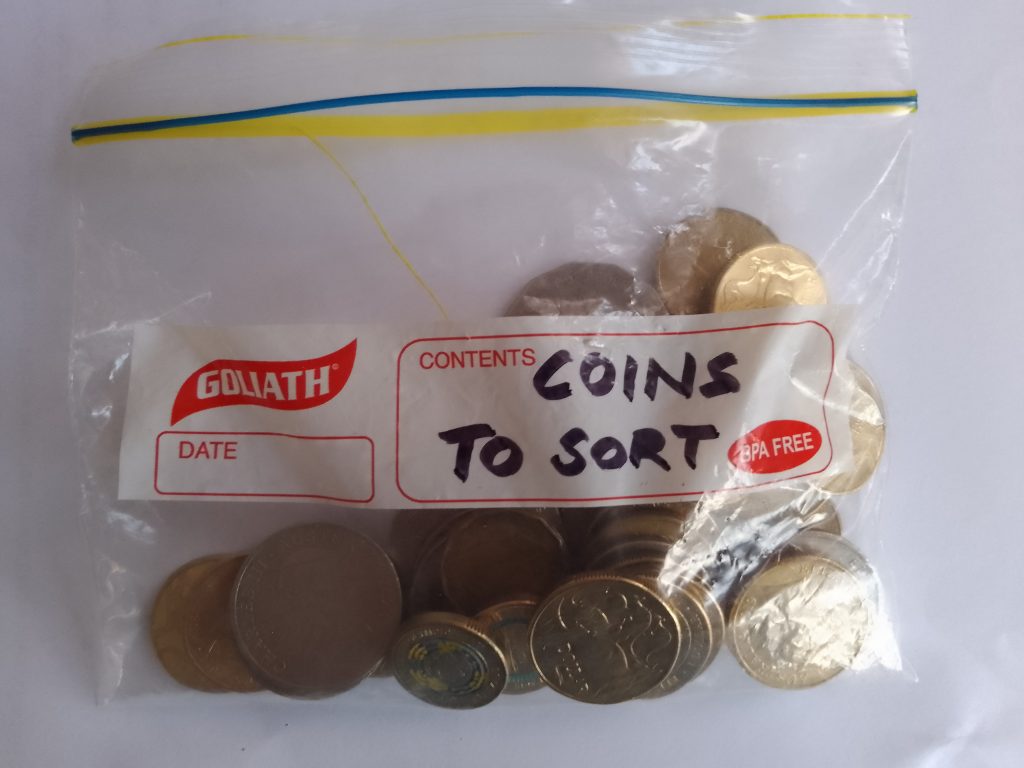 GOLIATH®
DATE
CONTENTS COINS
TO SORT
BPA FREE